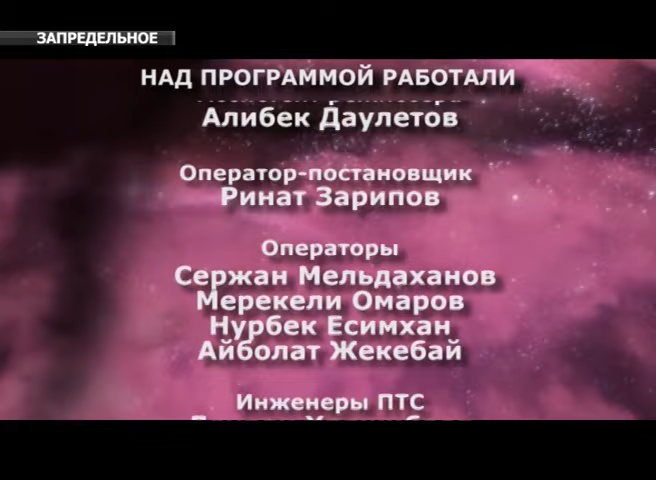 ЗАПРЕДЕЛЬНОЕ
НАД ПРОГРАММОЙ РАБОТАЛИ
Алибек Даулетов
Оператор-постановщик
Ринат Зарипов
Операторы
Сержан Мельдаханов
Мерекели Омаров
Нурбек Есимхан
Айболат Жекебай
Инженеры ПТС